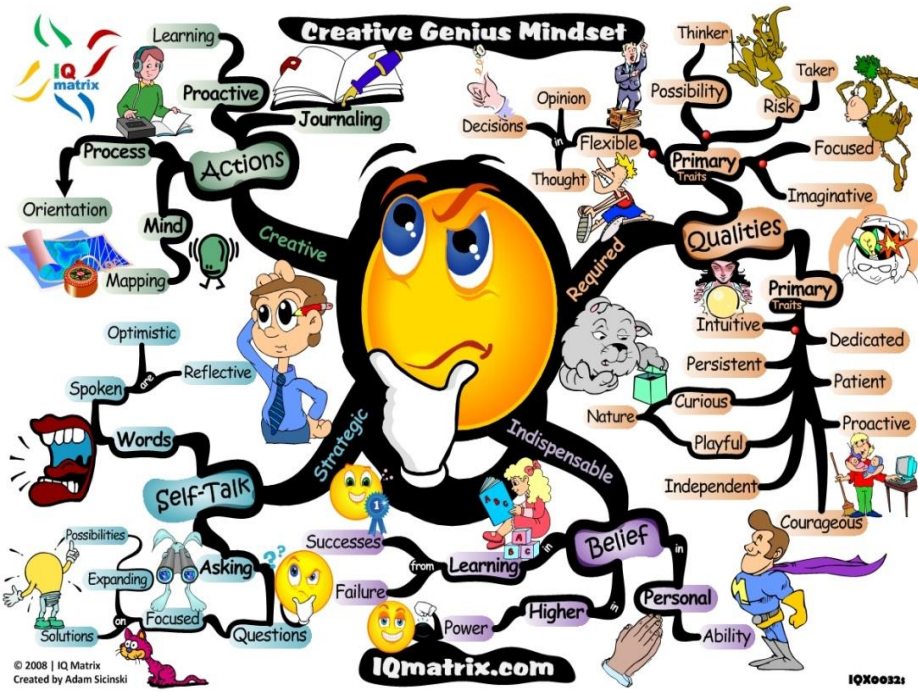 Creative Genius Mindset
IQ
matrix
Learning
Proactive
Journaling
Process
Actions
Orientation
Mind
Mapping
Creative
Thinker
Possibility
Taker
Risk
Opinion
Decisions
in
Flexible
Thought
Primary
Traits
Focused
Imaginative
Required
Qualities
Primary
Traits
Intuitive
Dedicated
Persistent
Patient
Nature
Curious
Proactive
Playful
Independent
Courageous
Optimistic
Spoken
are
Reflective
Words
Strategic
Self-Talk
Possibilities
Expanding
Asking
??
Solutions
on
Focused
Questions
Indispensable
1
A B C
A
B G
Successes
from
Learning
in
Belief
in
Failure
Power
Higher
in
Personal
Ability
IQmatrix.com
© 2008 | IQ Matrix
Created by Adam Sicinski